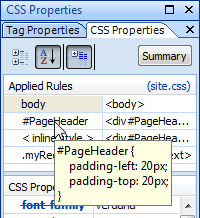 CSS Properties
Tag Properties CSS Properties
Summary
Applied Rules (site.css)
body <body>
#PageHeader <div#PageHea...
< inline style > <div#PageHea...
.myRe
#PageHeader {
padding-left: 20px;
padding-top: 20px;
}
CSS Prope
font-family verdana